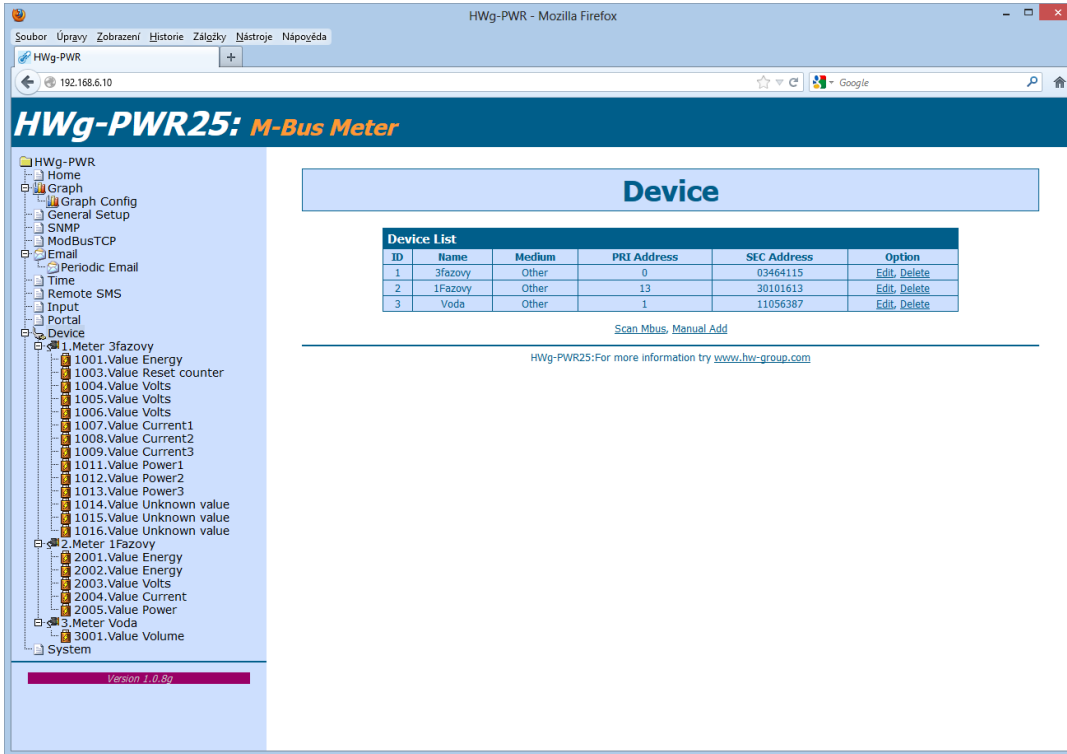 HWg-PWR - Mozilla Firefox
Soubor Úpravy Zobrazení Historie Záložky Nástroje Nápověda
HWg-PWR +
192.168.6.10 Google
HWg-PWR25: M-Bus Meter
HWg-PWR
Home
Graph
Graph Config
General Setup
SNMP
ModBusTCP
Email
Periodic Email
Time
Remote SMS
Input
Portal
Device
1.Meter 3fazovy
1001.Value Energy
1003.Value Reset counter
1004.Value Volts
1005.Value Volts
1006.Value Volts
1007.Value Current1
1008.Value Current2
1009.Value Current3
1011.Value Power1
1012.Value Power2
1013.Value Power3
1014.Value Unknown value
1015.Value Unknown value
1016.Value Unknown value
2.Meter 1Fazovy
2001.Value Energy
2002.Value Energy
2003.Value Volts
2004.Value Current
2005.Value Power
3.Meter Voda
3001.Value Volume
System
Version 1.0.8g
Device
Device List
ID Name Medium PRI Address SEC Address Option
1 3fazovy Other 0 03464115 Edit, Delete
2 1Fazovy Other 13 30101613 Edit, Delete
3 Voda Other 1 11056387 Edit, Delete
Scan Mbus, Manual Add
HWg-PWR25:For more information try www.hw-group.com